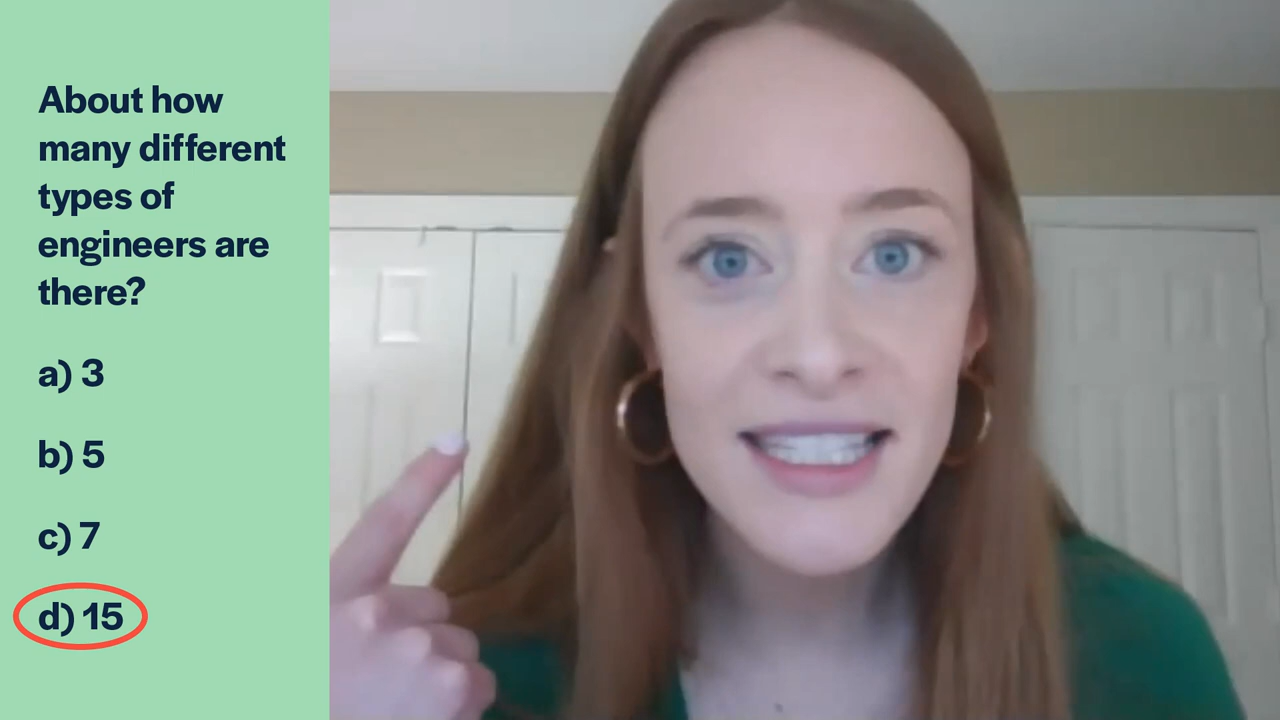 About how
many different
types of
engineers are
there?
a) 3
b) 5
c) 7
d) 15